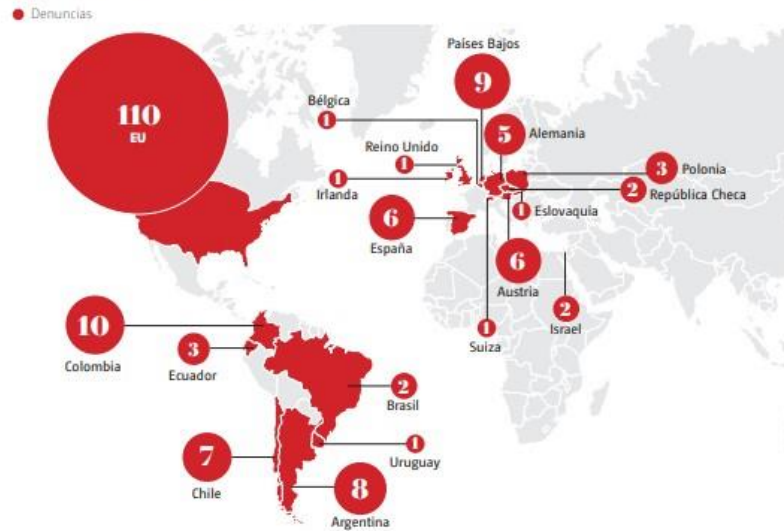 Denuncias
110
EU
Países Bajos
9
Bélgica
1
5
Alemania
Reino Unido
1
3
Polonia
Irlanda
1
2
República Checa
1
Eslovaquia
6
España
6
Austria
2
Israel
1
Suiza
10
Colombia
3
Ecuador
2
Brasil
1
Uruguay
7
Chile
8
Argentina